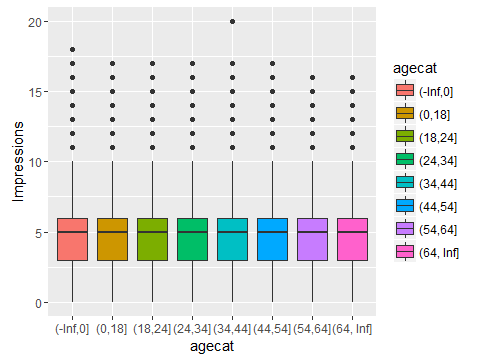 20
15
10
5
0
Impressions
(-Inf,0] (0,18] (18,24] (24,34] (34,44] (44,54] (54,64] (64, Inf]
agecat
agecat
(-Inf,0]
(0,18]
(18,24]
(24,34]
(34,44]
(44,54]
(54,64]
(64, Inf]